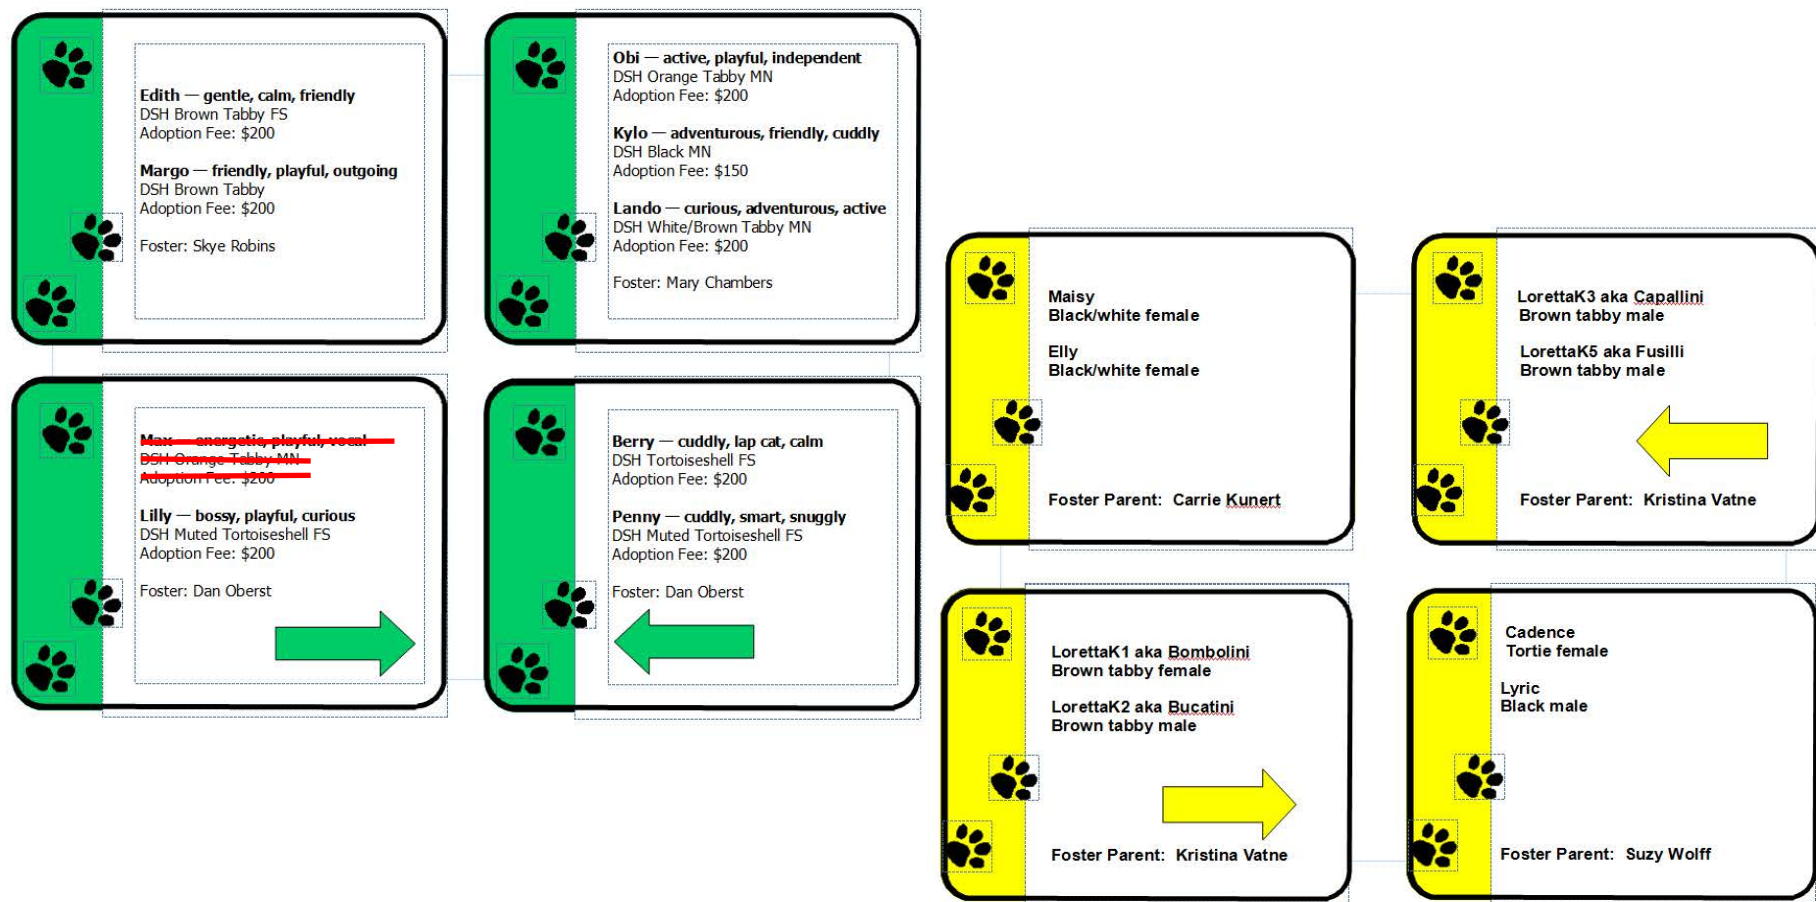 Edith — gentle, calm, friendly
DSH Brown Tabby FS
Adoption Fee: $200
Margo — friendly, playful, outgoing
DSH Brown Tabby
Adoption Fee: $200
Foster: Skye Robins
Obi — active, playful, independent
DSH Orange Tabby MN
Adoption Fee: $200
Kylo — adventurous, friendly, cuddly
DSH Black MN
Adoption Fee: $150
Lando — curious, adventurous, active
DSH White/Brown Tabby MN
Adoption Fee: $200
Foster: Mary Chambers
Max — energetic, playful, vocal
DSH Orange Tabby MN
Adoption Fee: $200
Lilly — bossy, playful, curious
DSH Muted Tortoiseshell FS
Adoption Fee: $200
Foster: Dan Oberst
Berry — cuddly, lap cat, calm
DSH Tortoiseshell FS
Adoption Fee: $200
Penny — cuddly, smart, snuggly
DSH Muted Tortoiseshell FS
Adoption Fee: $200
Foster: Dan Oberst
Maisy
Black/white female
Elly
Black/white female
Foster Parent: Carrie Kunert
LorettaK3 aka Capallini
Brown tabby male
LorettaK5 aka Fusilli
Brown tabby male
Foster Parent: Kristina Vatne
LorettaK1 aka Bombolini
Brown tabby female
LorettaK2 aka Bucatini
Brown tabby male
Foster Parent: Kristina Vatne
Cadence
Tortie female
Lyric
Black male
Foster Parent: Suzy Wolff